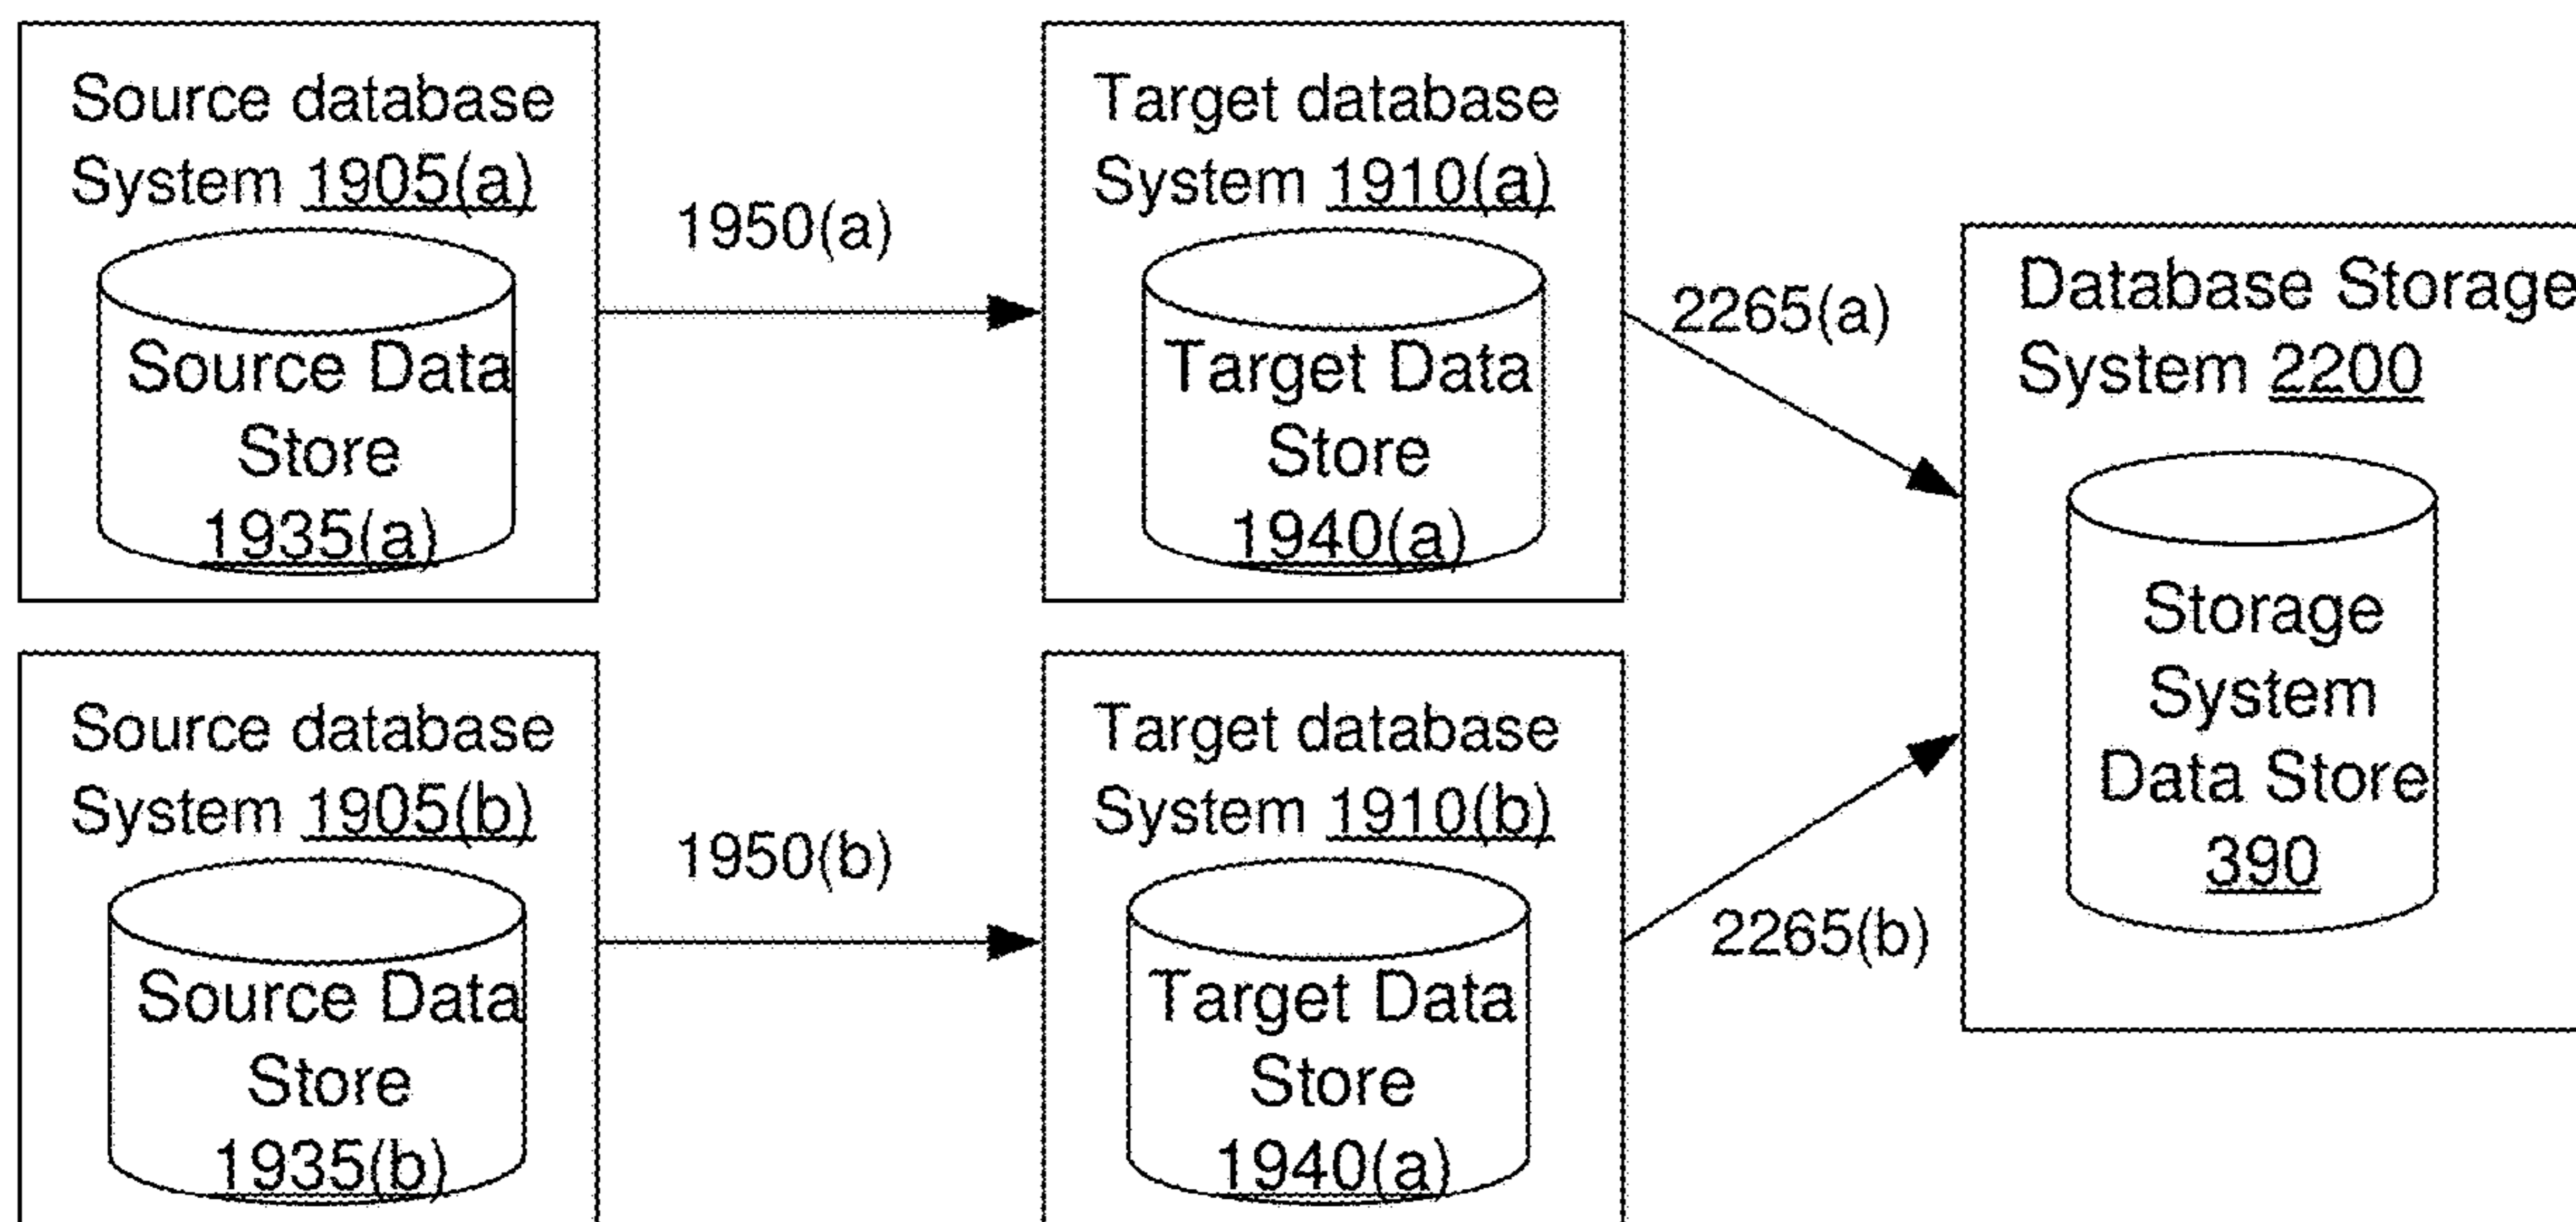 Source database
System 1905(a)
Source Data
Store
1935(a)
1950(a)
Target database
System 1910(a)
Target Data
Store
1940(a)
2265(a)
Database Storage
System 2200
Storage
System
Data Store
390
Source database
System 1905(b)
Source Data
Store
1935(b)
1950(b)
Target database
System 1910(b)
Target Data
Store
1940(a)
2265(b)